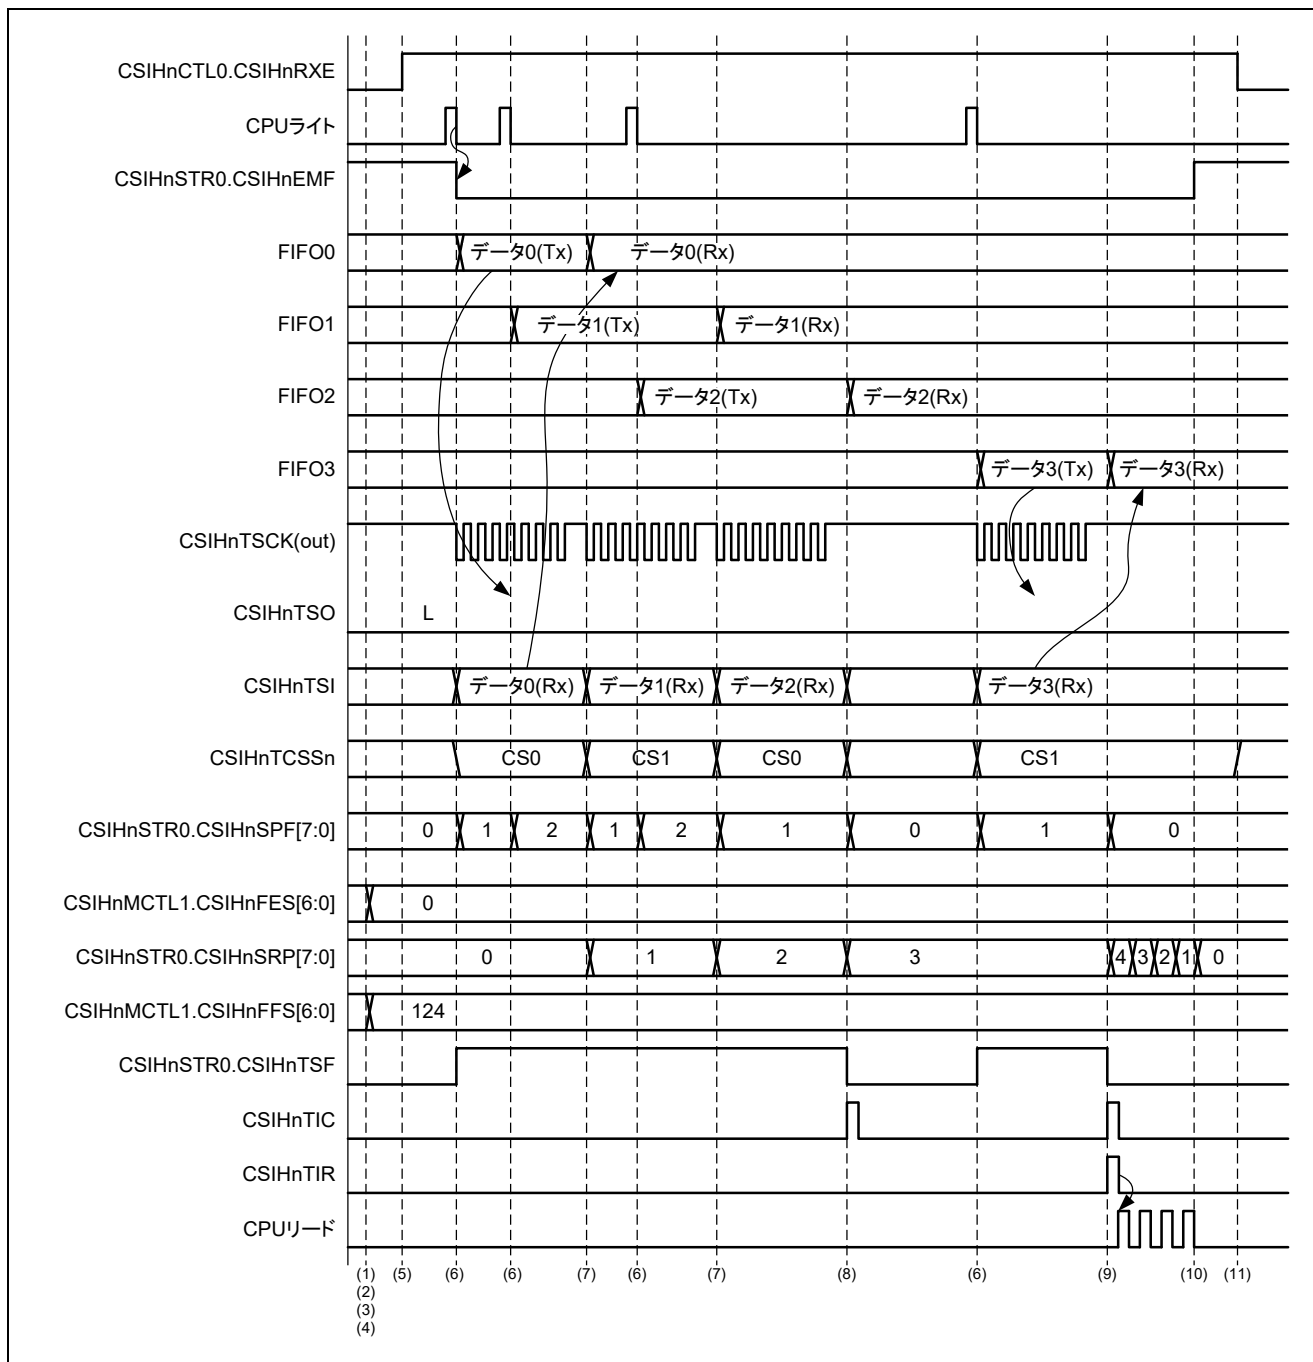 CSIHnCTL0.CSIHnRXE
CPUライト
CSIHnSTR0.CSIHnEMF
FIFO0 データ0(Tx) データ0(Rx)
FIFO1 データ1(Tx) データ1(Rx)
FIFO2 データ2(Tx) データ2(Rx)
FIFO3 データ3(Tx) データ3(Rx)
CSIHnTSCK(out)
CSIHnTSO L
CSIHnTSI データ0(Rx) データ1(Rx) データ2(Rx) データ3(Rx)
CSIHnTCSSn CS0 CS1 CS0 CS1
CSIHnSTR0.CSIHnSPF[7:0] 0 1 2 1 2 1 0 1 0
CSIHnMCTL1.CSIHnFES[6:0] 0
CSIHnSTR0.CSIHnSRP[7:0] 0 1 2 3 4 3 2 1 0
CSIHnMCTL1.CSIHnFFS[6:0] 124
CSIHnSTR0.CSIHnTSF
CSIHnTIC
CSIHnTIR
CPUリード
(1) (5) (6) (6) (7) (6) (7) (8) (6) (9) (10) (11)
(2)
(3)
(4)